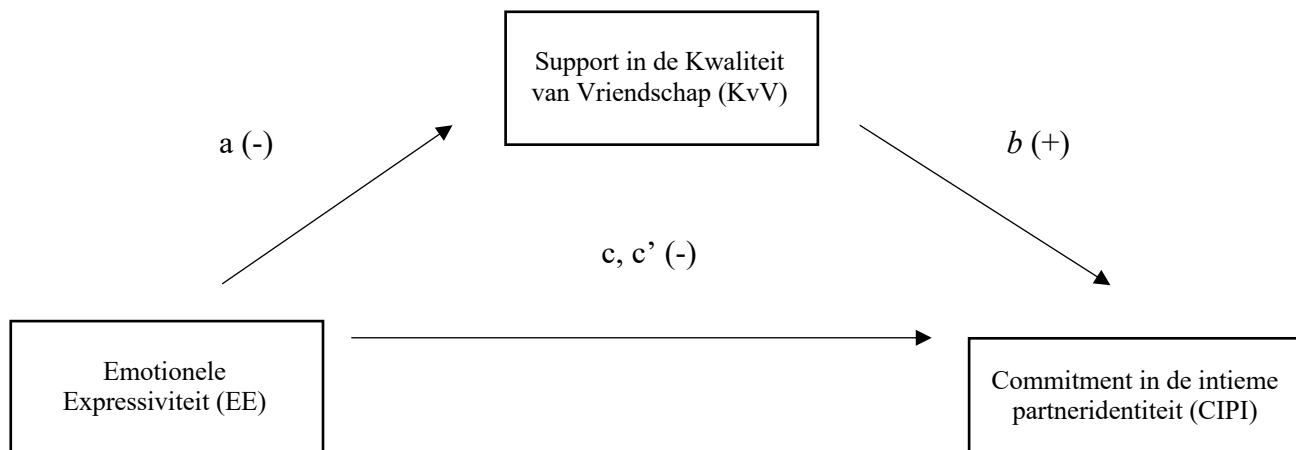 Support in de Kwaliteit
van Vriendschap (KvV)
a (-)
b (+)
c, c’ (-)
Emotionele
Expressiviteit (EE)
Commitment in de intieme
partneridentiteit (CIPI)